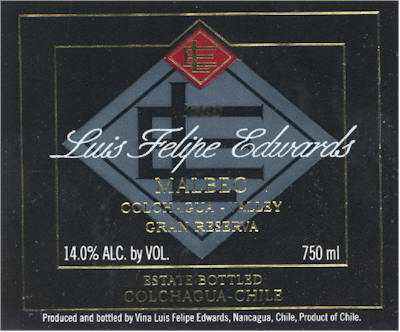 Luis Felipe Edwards
MALBEC
COLCHAGUA - VALLEY
GRAN RESERVA
14.0% ALC. by VOL. 750 ml
ESTATE BOTTLED
COLCHAGUA-CHILE
Produced and bottled by Vina Luis Felipe Edwards, Nancagua, Chile, Product of Chile.